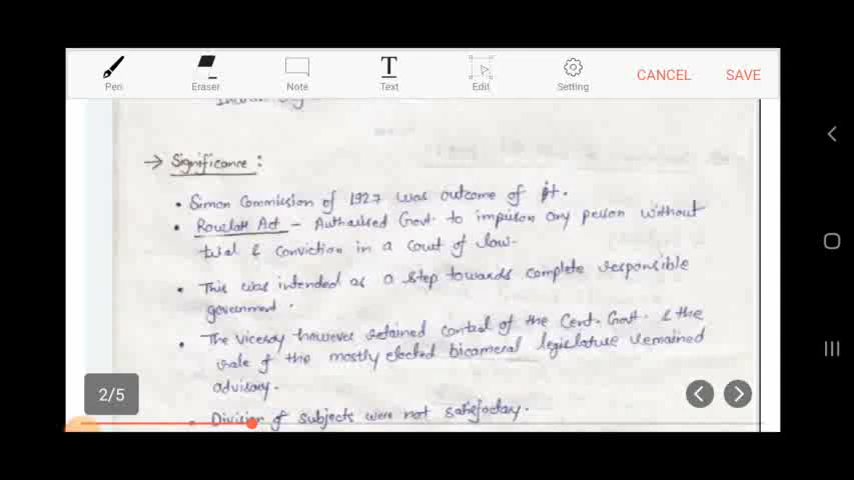 Pen
Eraser
Note
Text
Edit
Setting
CANCEL
SAVE
→ Significance :
• Simon Commission of 1927 was outcome of it.
• Rowlatt Act - Authorised Govt to imprison any person without
trial & conviction in a court of law.
• This was intended as a step towards complete responsible
government.
• The viceroy however retained control of the Cent. Govt. & the
role of the mostly elected bicameral legislature remained
advisory.
2/5
• Division of subjects were not satisfactory.